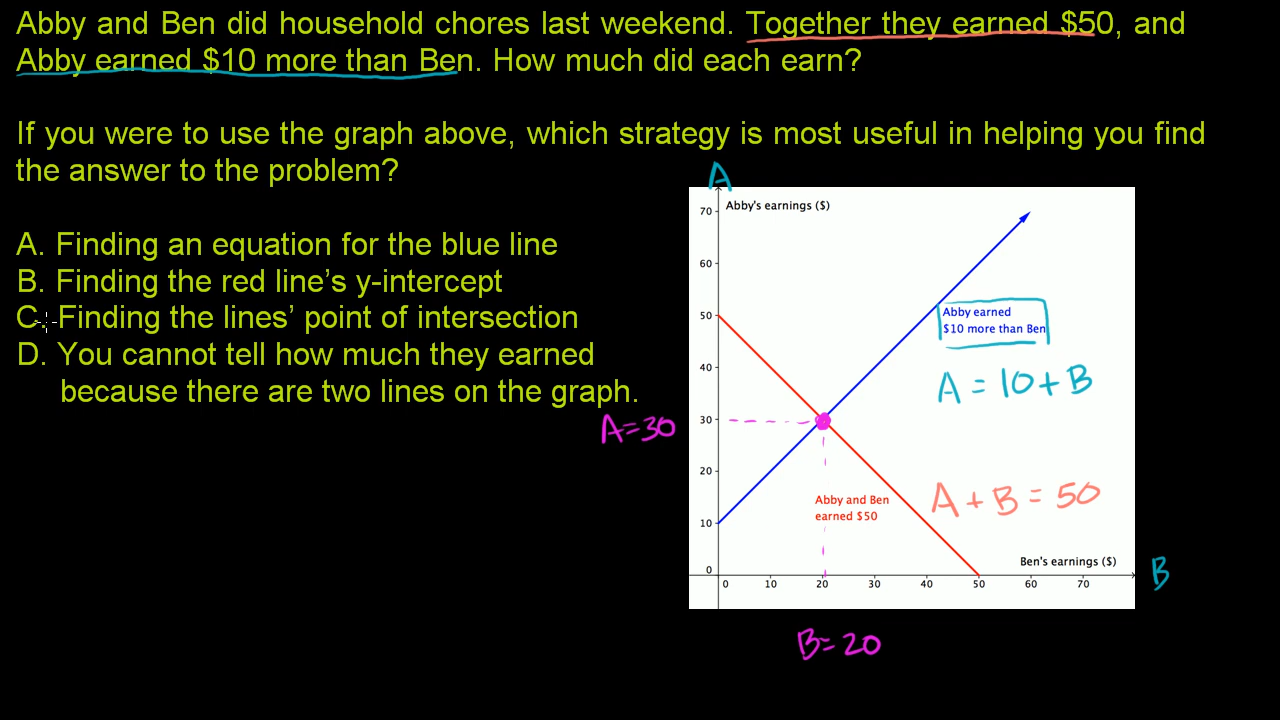 Abby and Ben did household chores last weekend. Together they earned $50, and
Abby earned $10 more than Ben. How much did each earn?
If you were to use the graph above, which strategy is most useful in helping you find
the answer to the problem?
A. Finding an equation for the blue line
B. Finding the red line's y-intercept
C. Finding the lines' point of intersection
D. You cannot tell how much they earned
because there are two lines on the graph.
A
Abby's earnings ($)
70
60
50
40
30
20
10
0
Abby earned
$10 more than Ben
A = 10 + B
A = 30
Abby and Ben
earned $50
A + B = 50
Ben's earnings ($)
B
0 10 20 30 40 50 60 70
B = 20